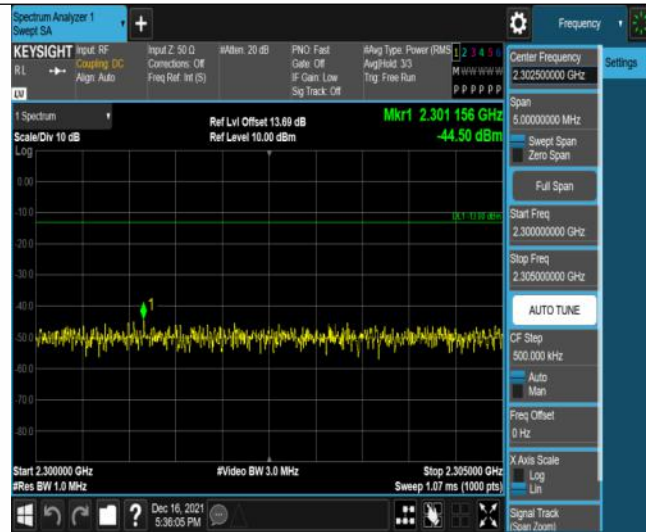 Spectrum Analyzer 1
Swept SA
+
Frequency
KEYSIGHT
RL
Input: RF
Coupling: DC
Align: Auto
Input Z: 50 Ω
Corrections: Off
Freq Ref: Int (S)
#Atten: 20 dB
PNO: Fast
Gate: Off
IF Gain: Low
Sig Track: Off
#Avg Type: Power (RMS
Avg|Hold: 3/3
Trig: Free Run
1 2 3 4 5 6
M W W W W W
P P P P P P
Center Frequency
2.302500000 GHz
Settings
Span
5.00000000 MHz
Swept Span
Zero Span
Full Span
Start Freq
2.300000000 GHz
Stop Freq
2.305000000 GHz
AUTO TUNE
CF Step
500.000 kHz
Auto
Man
Freq Offset
0 Hz
X Axis Scale
Log
Lin
Signal Track
(Span Zoom)
1 Spectrum
Scale/Div 10 dB
Ref Lvl Offset 13.69 dB
Ref Level 10.00 dBm
Mkr1 2.301 156 GHz
-44.50 dBm
Log
0.00
-10.0
DL1 -13.00 dBm
-20.0
-30.0
-40.0
1
-50.0
-60.0
-70.0
-80.0
Start 2.300000 GHz
#Video BW 3.0 MHz
Stop 2.305000 GHz
#Res BW 1.0 MHz
Sweep 1.07 ms (1000 pts)
?
Dec 16, 2021
5:36:05 PM